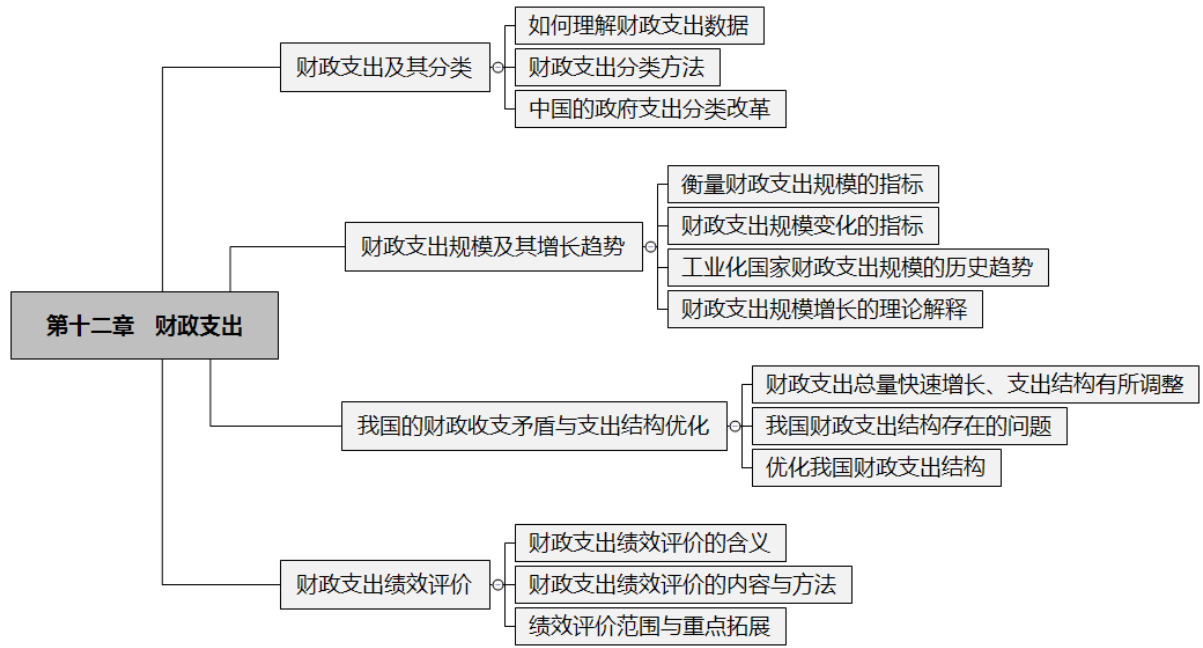 第十二章　财政支出
财政支出及其分类
如何理解财政支出数据
财政支出分类方法
中国的政府支出分类改革
财政支出规模及其增长趋势
衡量财政支出规模的指标
财政支出规模变化的指标
工业化国家财政支出规模的历史趋势
财政支出规模增长的理论解释
我国的财政收支矛盾与支出结构优化
财政支出总量快速增长、支出结构有所调整
我国财政支出结构存在的问题
优化我国财政支出结构
财政支出绩效评价
财政支出绩效评价的含义
财政支出绩效评价的内容与方法
绩效评价范围与重点拓展